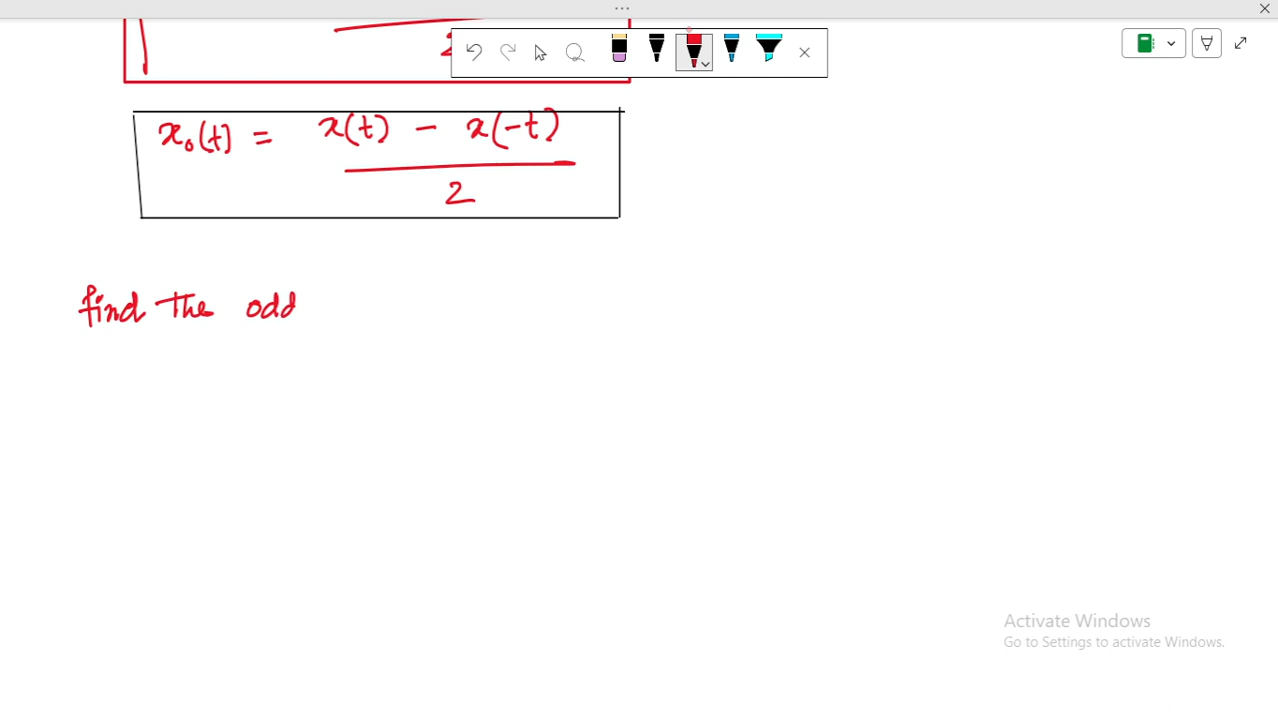 x₀(t) = x(t) - x(-t)
2
find the odd
Activate Windows
Go to Settings to activate Windows.